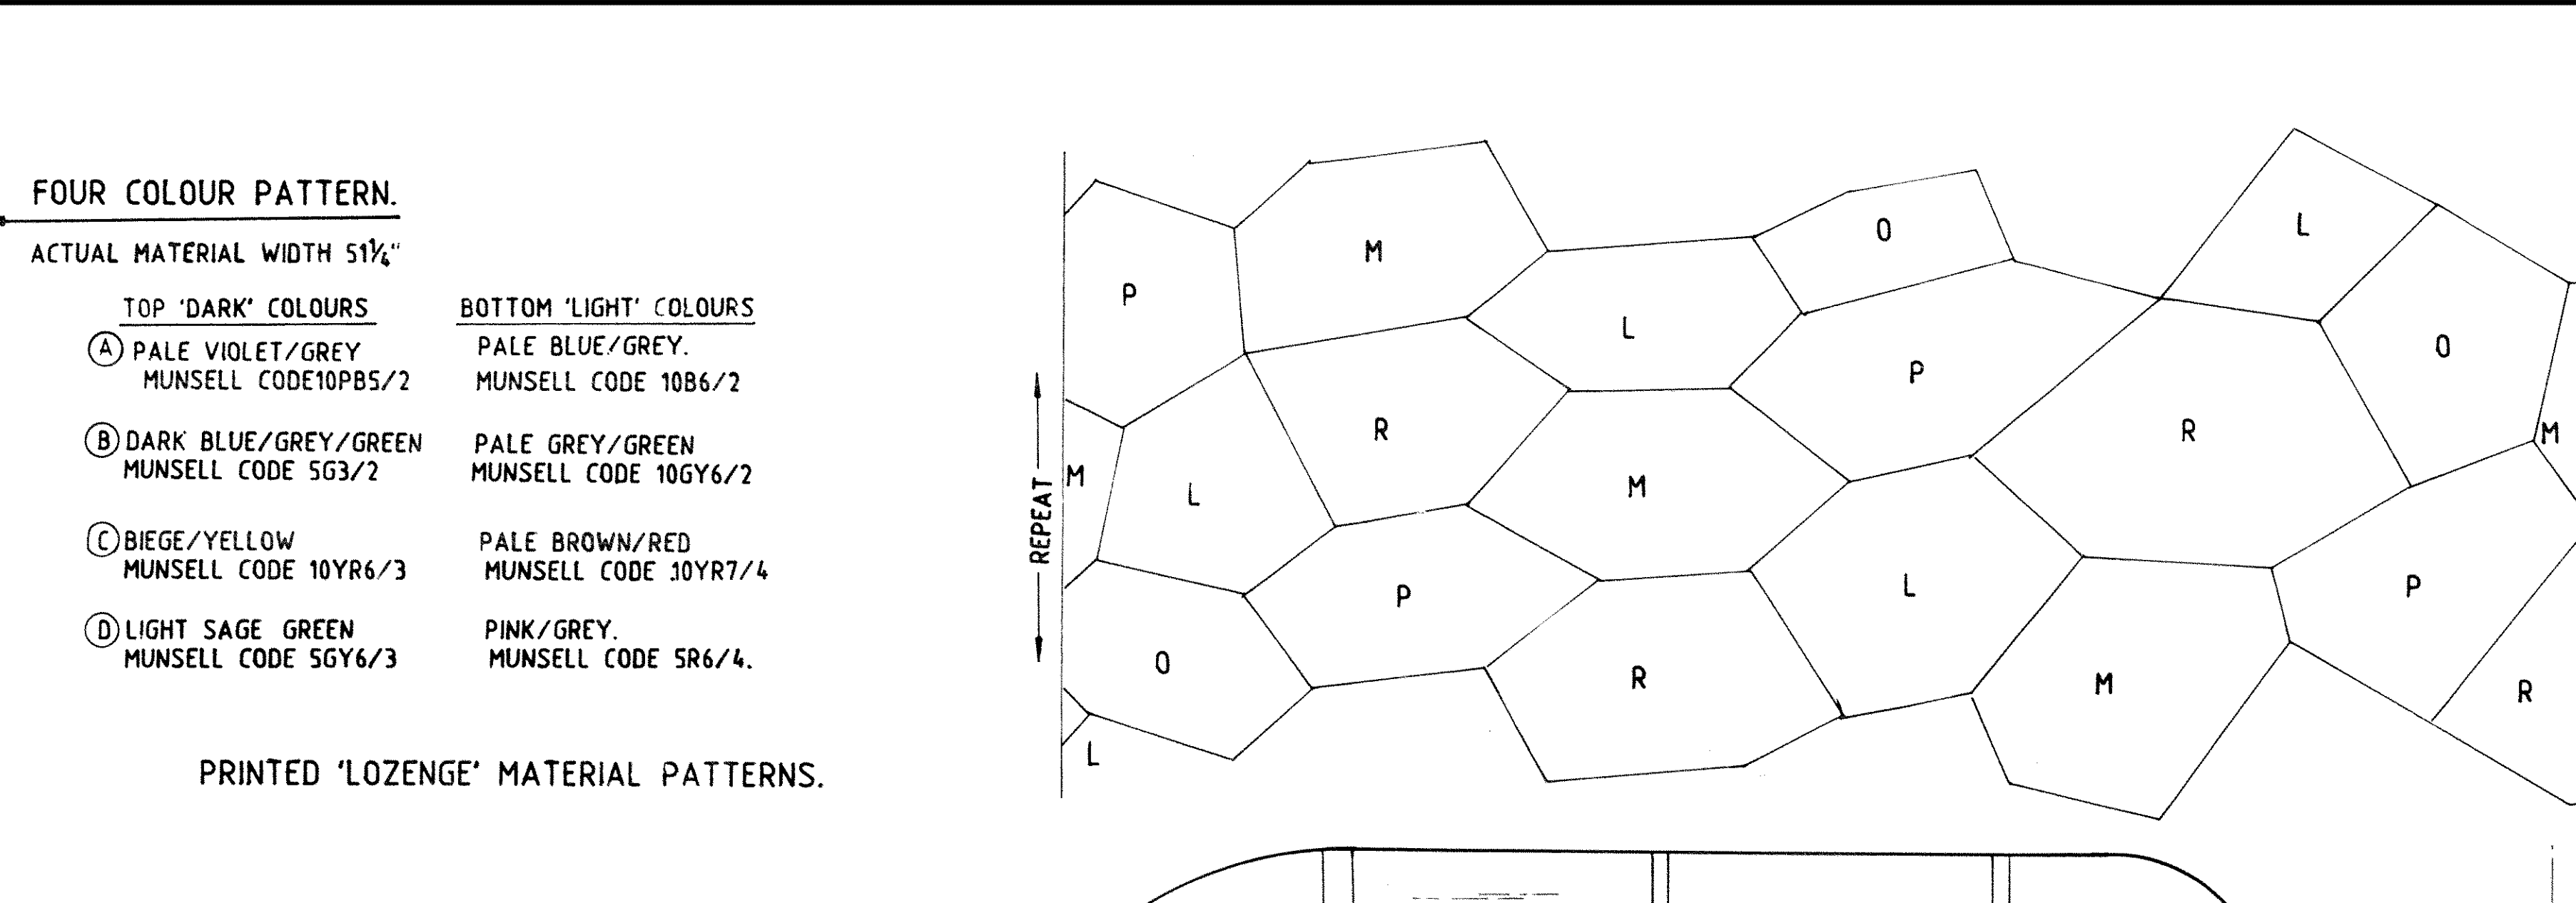 FOUR COLOUR PATTERN.
ACTUAL MATERIAL WIDTH 51¼"
TOP 'DARK' COLOURS
BOTTOM 'LIGHT' COLOURS
A PALE VIOLET/GREY
MUNSELL CODE10PB5/2
PALE BLUE/GREY.
MUNSELL CODE 10B6/2
B DARK BLUE/GREY/GREEN
MUNSELL CODE 5G3/2
PALE GREY/GREEN
MUNSELL CODE 10GY6/2
C BIEGE/YELLOW
MUNSELL CODE 10YR6/3
PALE BROWN/RED
MUNSELL CODE 10YR7/4
D LIGHT SAGE GREEN
MUNSELL CODE 5GY6/3
PINK/GREY.
MUNSELL CODE 5R6/4.
PRINTED 'LOZENGE' MATERIAL PATTERNS.
REPEAT
P
M
L
O
P
L
O
M
L
R
M
R
M
O
P
R
L
M
P
R
L